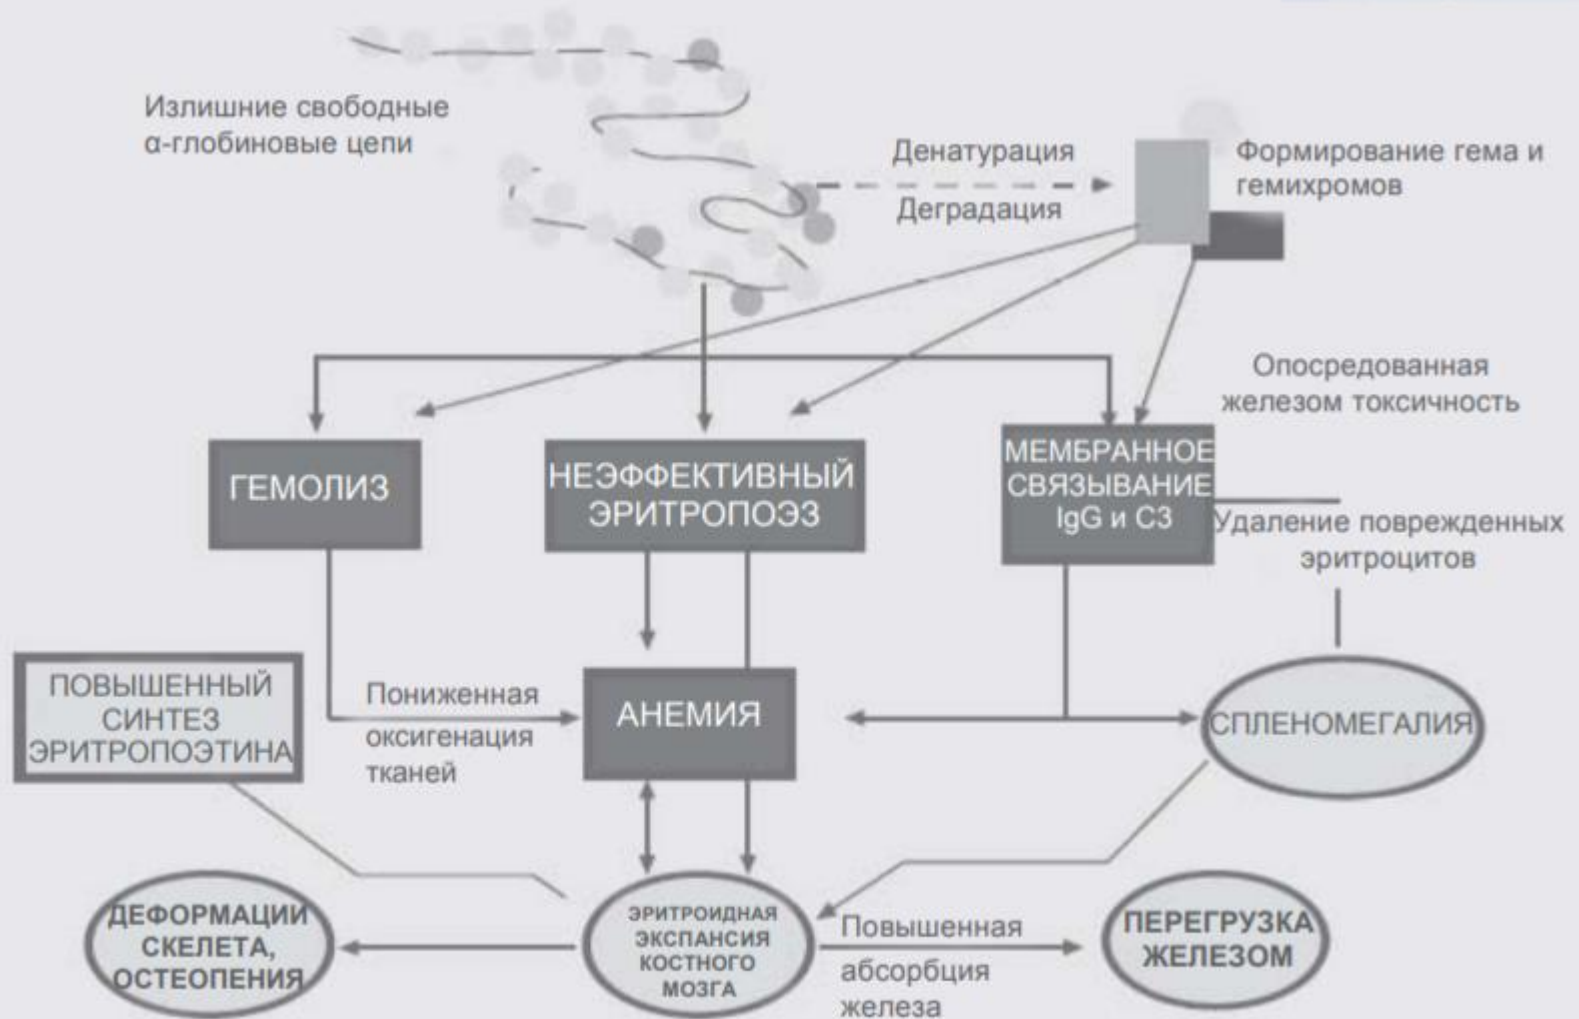 Излишние свободные
α-глобиновые цепи
Денатурация
Деградация
Формирование гема и
гемихромов
Опосредованная
железом токсичность
ГЕМОЛИЗ
НЕЭФФЕКТИВНЫЙ
ЭРИТРОПОЭЗ
МЕМБРАННОЕ
СВЯЗЫВАНИЕ
IgG и C3
Удаление поврежденных
эритроцитов
ПОВЫШЕННЫЙ
СИНТЕЗ
ЭРИТРОПОЭТИНА
Пониженная
оксигенация
тканей
АНЕМИЯ
СПЛЕНОМЕГАЛИЯ
ДЕФОРМАЦИИ
СКЕЛЕТА,
ОСТЕОПЕНИЯ
ЭРИТРОИДНАЯ
ЭКСПАНСИЯ
КОСТНОГО
МОЗГА
Повышенная
абсорбция
железа
ПЕРЕГРУЗКА
ЖЕЛЕЗОМ